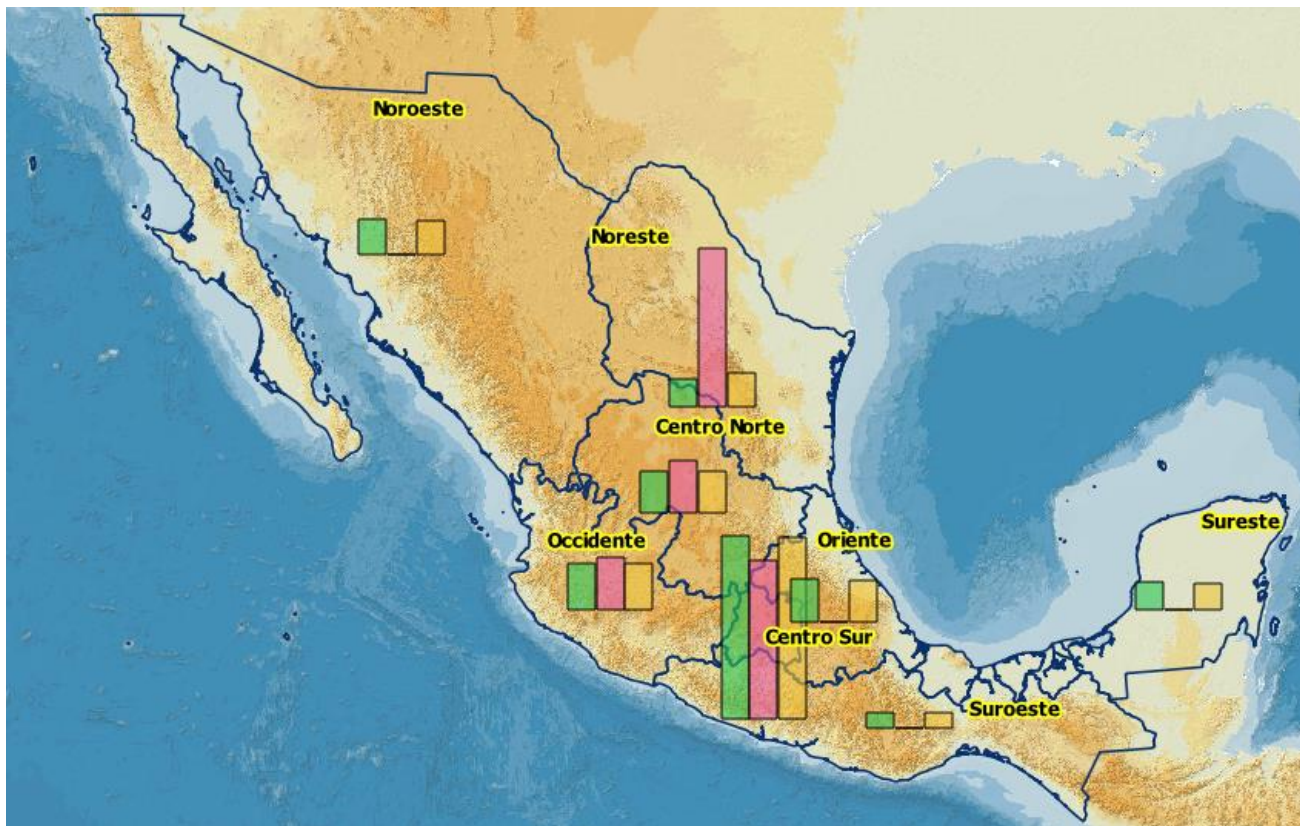 Noroeste
Noreste
Centro Norte
Sureste
Occidente
Oriente
Centro Sur
Suroeste